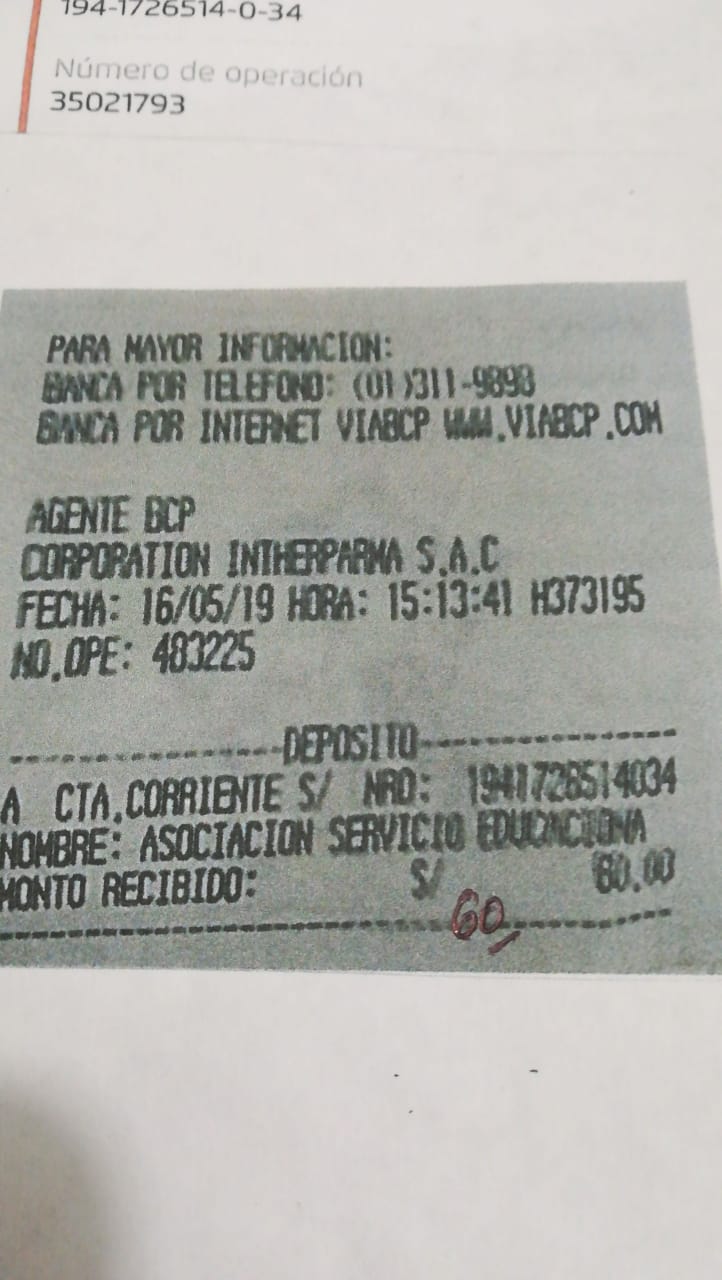 194-1726514-0-34
Número de operación
35021793
PARA MAYOR INFORMACION:
BANCA POR TELEFONO: (01)311-9898
BANCA POR INTERNET VIABCP WWW.VIABCP.COM
AGENTE BCP
CORPORATION INTHERPARMA S.A.C
FECHA: 16/05/19 HORA: 15:13:41 H373195
NO.OPE: 483225
DEPOSITO
A CTA.CORRIENTE S/ NRO: 1941726514034
NOMBRE: ASOCIACION SERVICIO EDUCACIONA
MONTO RECIBIDO: S/ 60.00
60